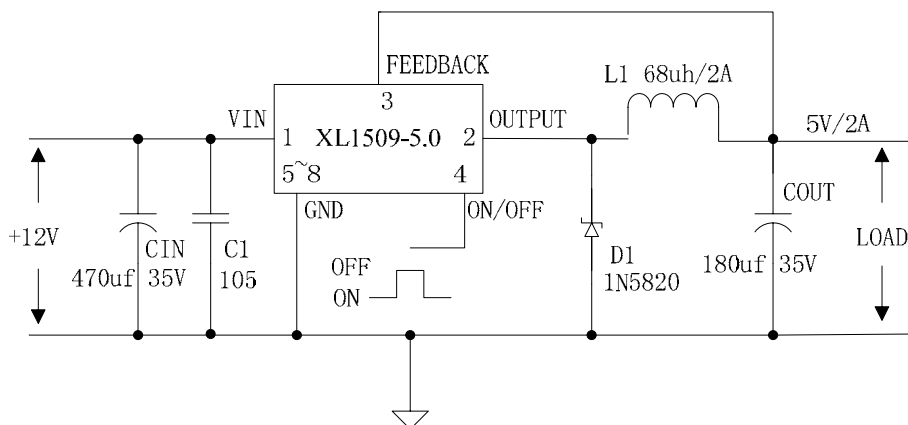 FEEDBACK
L1 68uh/2A
3
VIN
OUTPUT
5V/2A
1 XL1509-5.0 2
5~8
4
GND
ON/OFF
COUT
+12V
CIN
C1
OFF
D1
LOAD
470uf 35V
105
ON
1N5820
180uf 35V